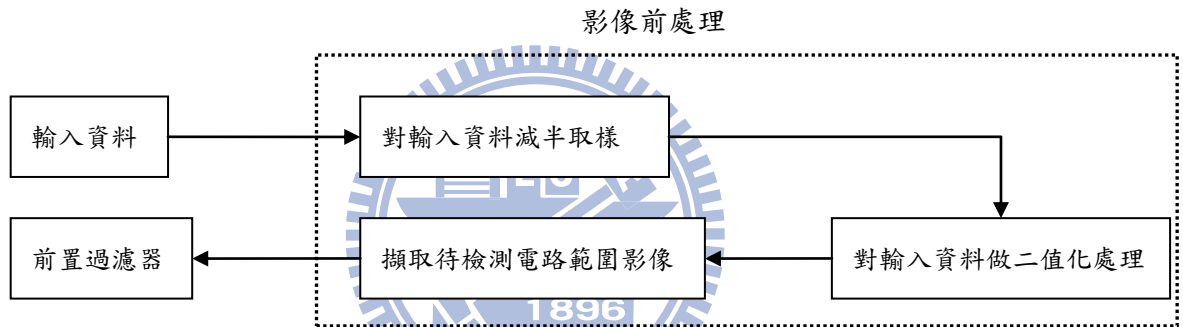 影像前處理
輸入資料
對輸入資料減半取樣
對輸入資料做二值化處理
擷取待檢測電路範圍影像
前置過濾器
1896